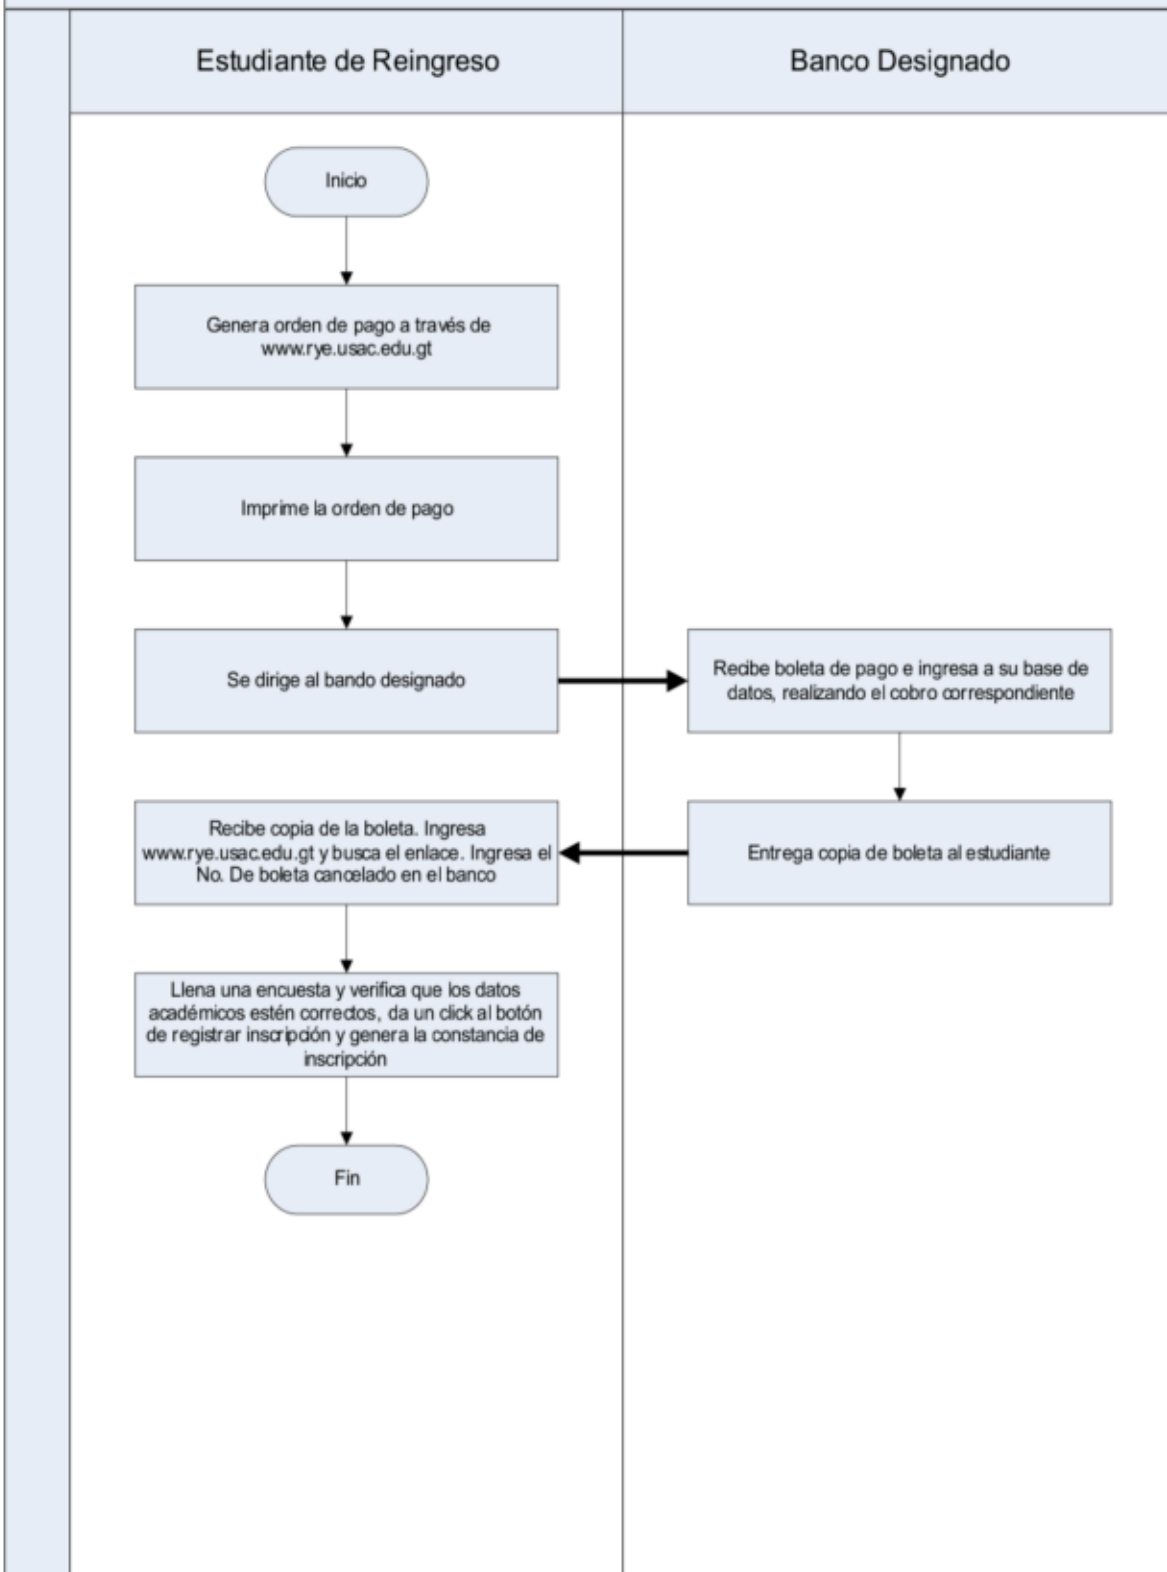 Estudiante de Reingreso
Banco Designado
Inicio
Genera orden de pago a través de
www.rye.usac.edu.gt
Imprime la orden de pago
Se dirige al bando designado
Recibe boleta de pago e ingresa a su base de
datos, realizando el cobro correspondiente
Entrega copia de boleta al estudiante
Recibe copia de la boleta. Ingresa
www.rye.usac.edu.gt y busca el enlace. Ingresa el
No. De boleta cancelado en el banco
Llena una encuesta y verifica que los datos
académicos estén correctos, da un click al botón
de registrar inscripción y genera la constancia de
inscripción
Fin